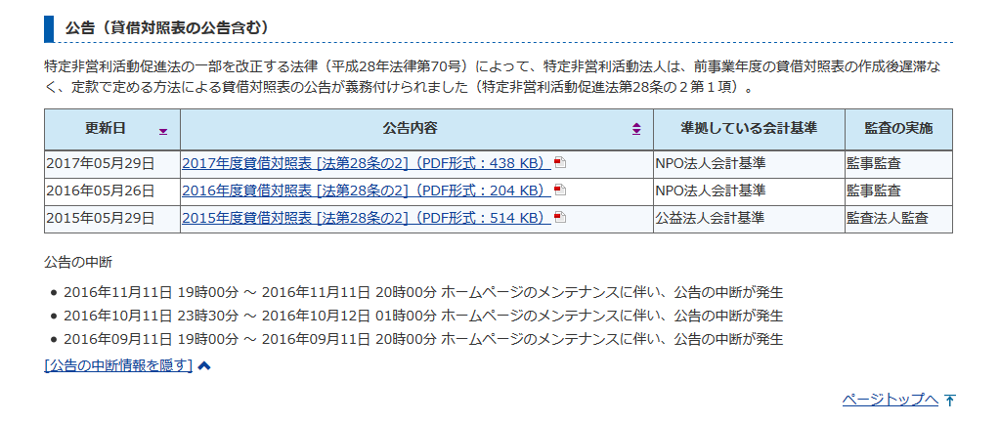 公告（貸借対照表の公告含む）
特定非営利活動促進法の一部を改正する法律（平成28年法律第70号）によって、特定非営利活動法人は、前事業年度の貸借対照表の作成後遅滞な
く、定款で定める方法による貸借対照表の公告が義務付けられました（特定非営利活動促進法第28条の２第１項）。
更新日 公告内容 準拠している会計基準 監査の実施
2017年05月29日 2017年度貸借対照表 [法第28条の2]（PDF形式：438 KB） NPO法人会計基準 監事監査
2016年05月26日 2016年度貸借対照表 [法第28条の2]（PDF形式：204 KB） NPO法人会計基準 監事監査
2015年05月29日 2015年度貸借対照表 [法第28条の2]（PDF形式：514 KB） 公益法人会計基準 監査法人監査
公告の中断
• 2016年11月11日 19時00分 ～ 2016年11月11日 20時00分 ホームページのメンテナンスに伴い、公告の中断が発生
• 2016年10月11日 23時30分 ～ 2016年10月12日 01時00分 ホームページのメンテナンスに伴い、公告の中断が発生
• 2016年09月11日 19時00分 ～ 2016年09月11日 20時00分 ホームページのメンテナンスに伴い、公告の中断が発生
[公告の中断情報を隠す]
ページトップへ